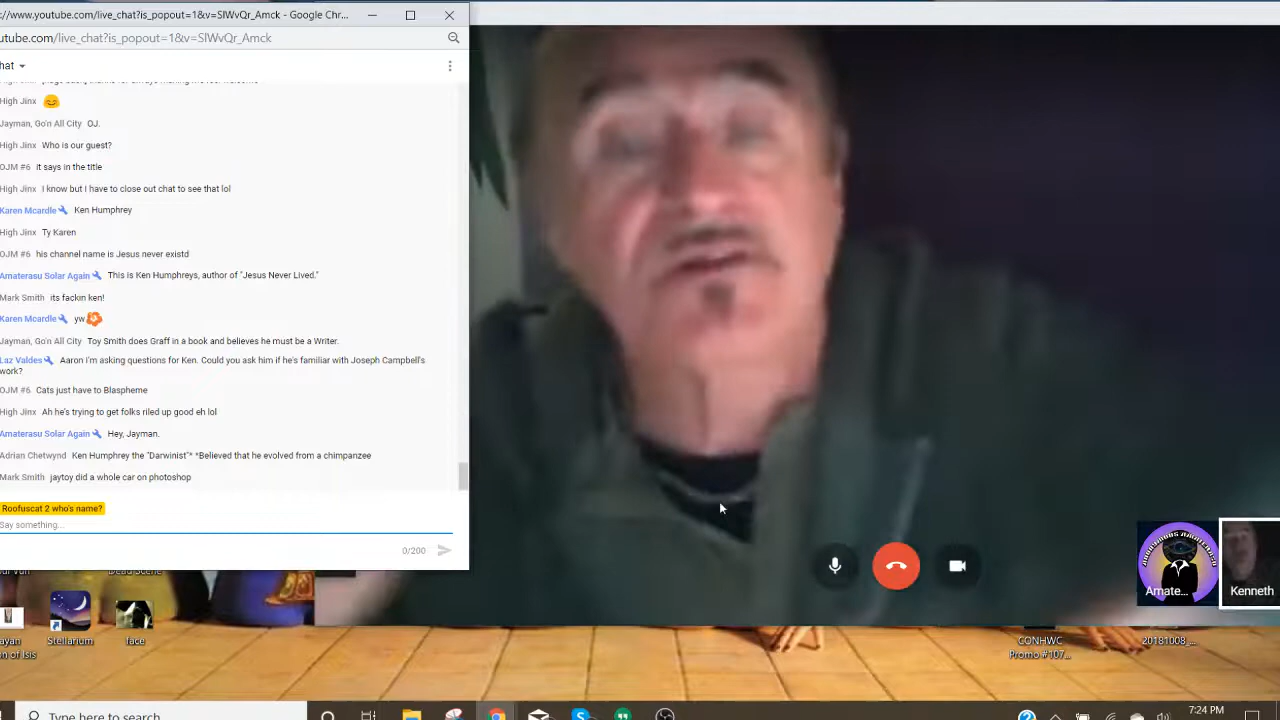 ://www.youtube.com/live_chat?is_popout=1&v=SlWvQr_Amck - Google Chr...
utube.com/live_chat?is_popout=1&v=SlWvQr_Amck
hat
High Jinx
Jayman, Go'n All City OJ.
High Jinx Who is our guest?
OJM #6 it says in the title
High Jinx I know but I have to close out chat to see that lol
Karen Mcardle Ken Humphrey
High Jinx Ty Karen
OJM #6 his channel name is Jesus never existd
Amaterasu Solar Again This is Ken Humphreys, author of "Jesus Never Lived."
Mark Smith its fackin ken!
Karen Mcardle yw
Jayman, Go'n All City Toy Smith does Graff in a book and believes he must be a Writer.
Laz Valdes Aaron i'm asking questions for Ken. Could you ask him if he's familiar with Joseph Campbell's
work?
OJM #6 Cats just have to Blaspheme
High Jinx Ah he's trying to get folks riled up good eh lol
Amaterasu Solar Again Hey, Jayman.
Adrian Chetwynd Ken Humphrey the "Darwinist"* *Believed that he evolved from a chimpanzee
Mark Smith jaytoy did a whole car on photoshop
Roofuscat 2 who's name?
Say something...
0/200
Amate...
Kenneth
Dead Scene
ayan
on of Isis
Stellarium
face
CONHWC
Promo #107...
20181008_...
Type here to search
7:24 PM